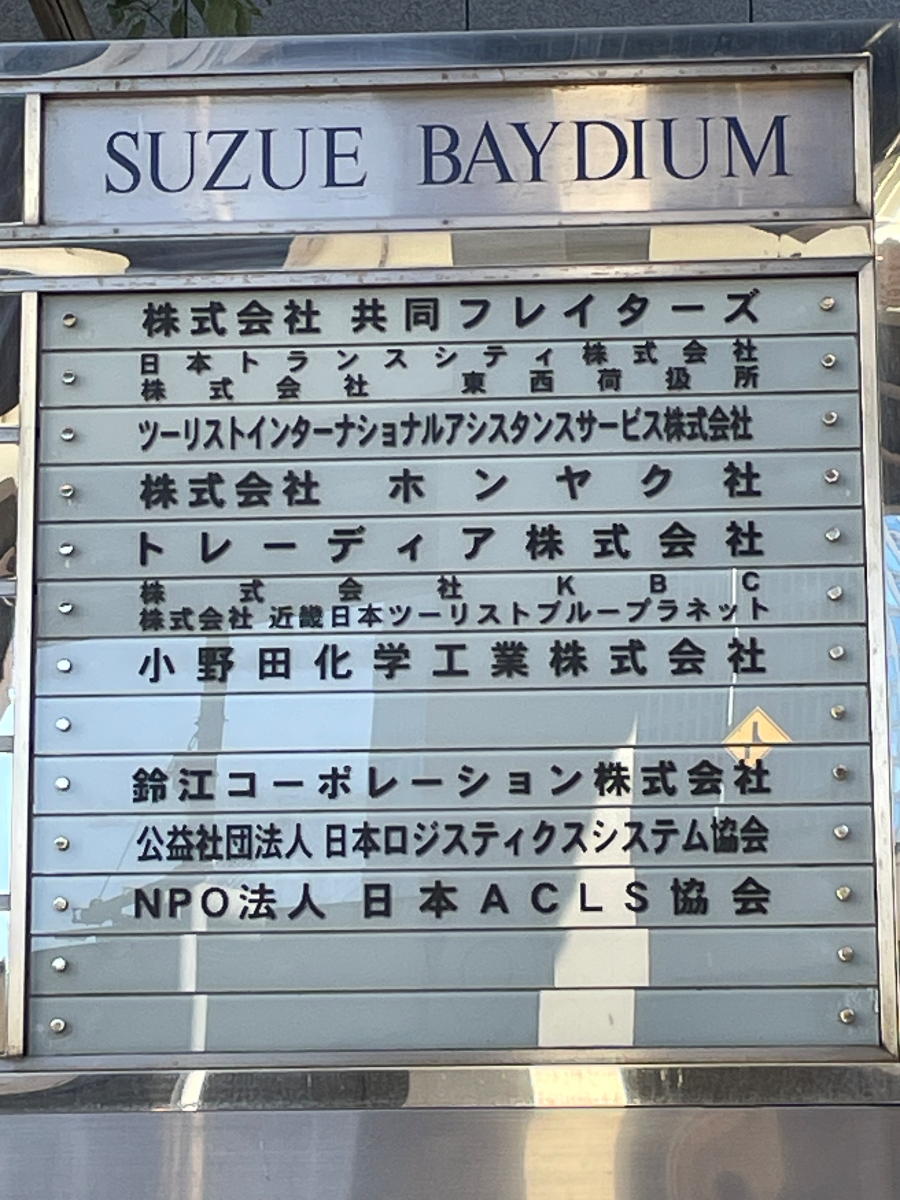 SUZUE BAYDIUM
株式会社 共同フレイターズ
日本トランスシティ株式会社
株式会社 東西荷扱所
ツーリストインターナショナルアシスタンスサービス株式会社
株式会社 ホンヤク社
トレーディア株式会社
株式会社KBC
株式会社 近畿日本ツーリストブループラネット
小野田化学工業株式会社
鈴江コーポレーション株式会社
公益社団法人 日本ロジスティクスシステム協会
NPO法人 日本ACLS協会